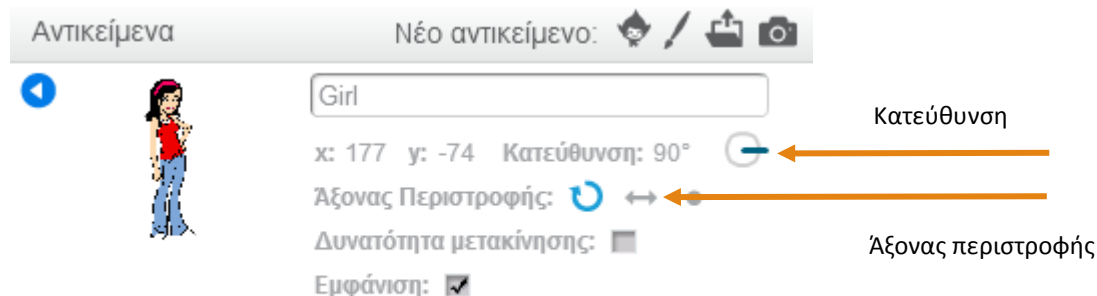 Αντικείμενα Νέο αντικείμενο:
Girl
Κατεύθυνση
x: 177 y: -74 Κατεύθυνση: 90°
Άξονας Περιστροφής:
Δυνατότητα μετακίνησης:
Άξονας περιστροφής
Εμφάνιση: